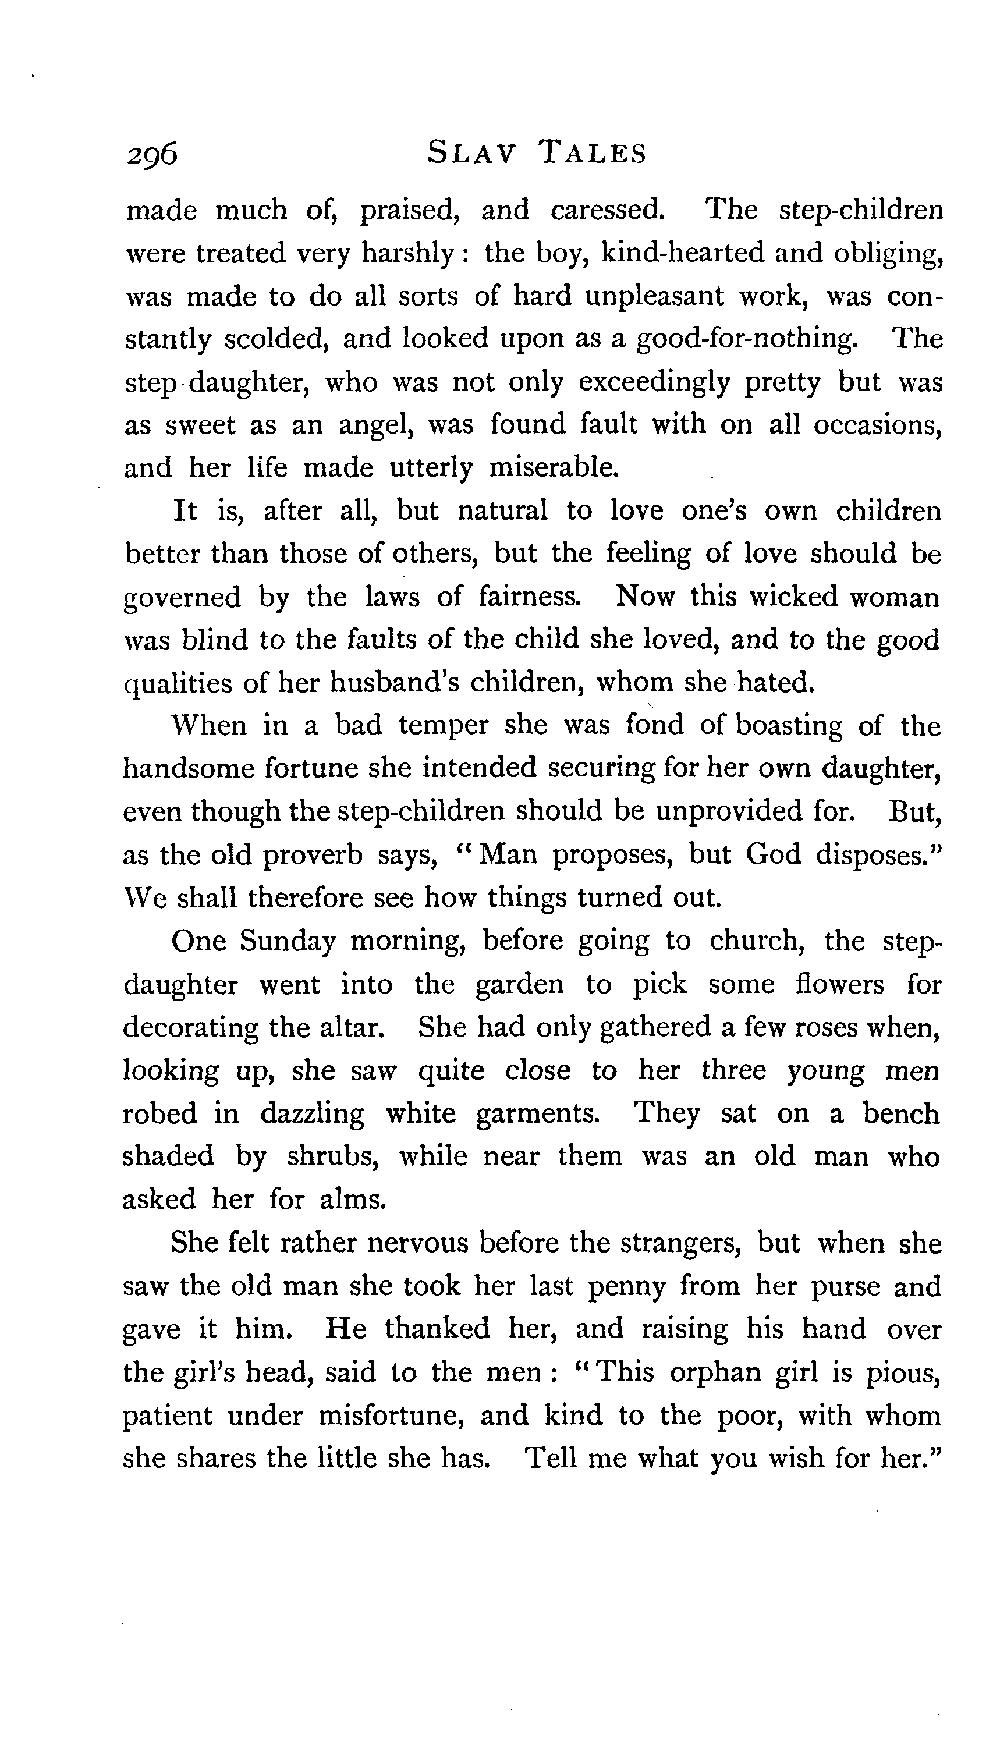 296 SLAV TALES
made much of, praised, and caressed. The step-children
were treated very harshly : the boy, kind-hearted and obliging,
was made to do all sorts of hard unpleasant work, was con-
stantly scolded, and looked upon as a good-for-nothing. The
step daughter, who was not only exceedingly pretty but was
as sweet as an angel, was found fault with on all occasions,
and her life made utterly miserable.
It is, after all, but natural to love one's own children
better than those of others, but the feeling of love should be
governed by the laws of fairness. Now this wicked woman
was blind to the faults of the child she loved, and to the good
qualities of her husband's children, whom she hated.
When in a bad temper she was fond of boasting of the
handsome fortune she intended securing for her own daughter,
even though the step-children should be unprovided for. But,
as the old proverb says, “ Man proposes, but God disposes.”
We shall therefore see how things turned out.
One Sunday morning, before going to church, the step-
daughter went into the garden to pick some flowers for
decorating the altar. She had only gathered a few roses when,
looking up, she saw quite close to her three young men
robed in dazzling white garments. They sat on a bench
shaded by shrubs, while near them was an old man who
asked her for alms.
She felt rather nervous before the strangers, but when she
saw the old man she took her last penny from her purse and
gave it him. He thanked her, and raising his hand over
the girl's head, said to the men : “ This orphan girl is pious,
patient under misfortune, and kind to the poor, with whom
she shares the little she has. Tell me what you wish for her.”